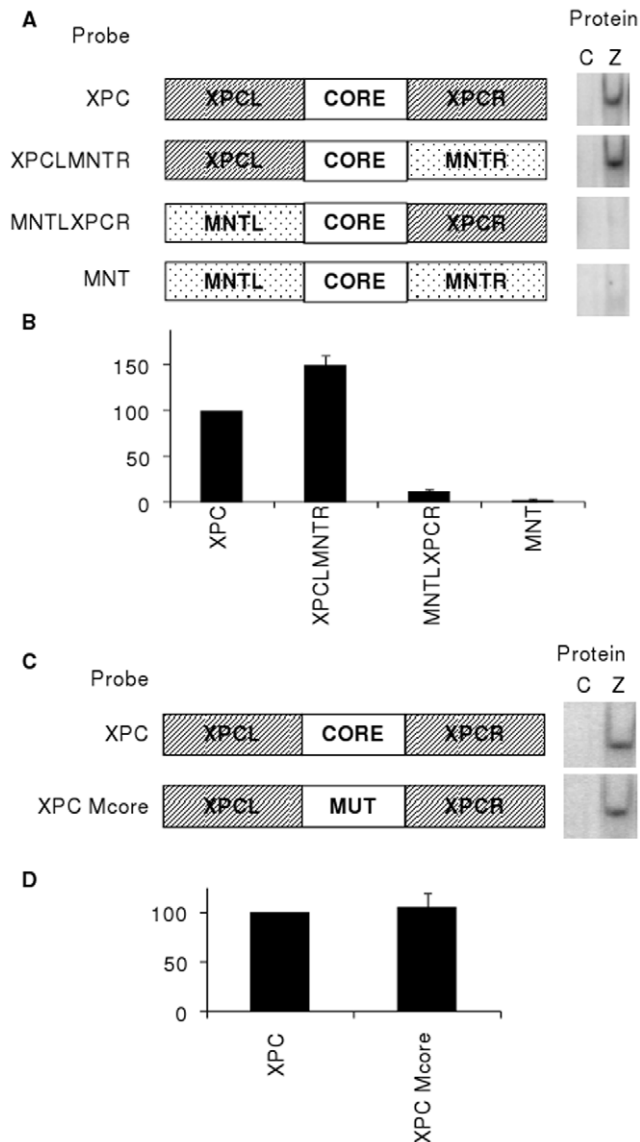 A
Probe
Protein
C Z
XPC
XPCL CORE XPCR
XPCLMNTR
XPCL CORE MNTR
MNTLXPCR
MNTL CORE XPCR
MNT
MNTL CORE MNTR
B
150
100
50
0
XPC
XPCLMNTR
MNTLXPCR
MNT
C
Probe
Protein
C Z
XPC
XPCL CORE XPCR
XPC Mcore
XPCL MUT XPCR
D
100
50
0
XPC
XPC Mcore